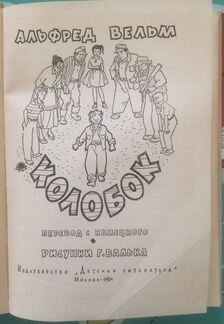 АЛЬФРЕД ВЕЛЬМ
КОЛОБОК
ПЕРЕВОД С НЕМЕЦКОГО
РИСУНКИ Г. ВАЛЬКА
ИЗДАТЕЛЬСТВО „ДЕТСКАЯ ЛИТЕРАТУРА“
МОСКВА-1964